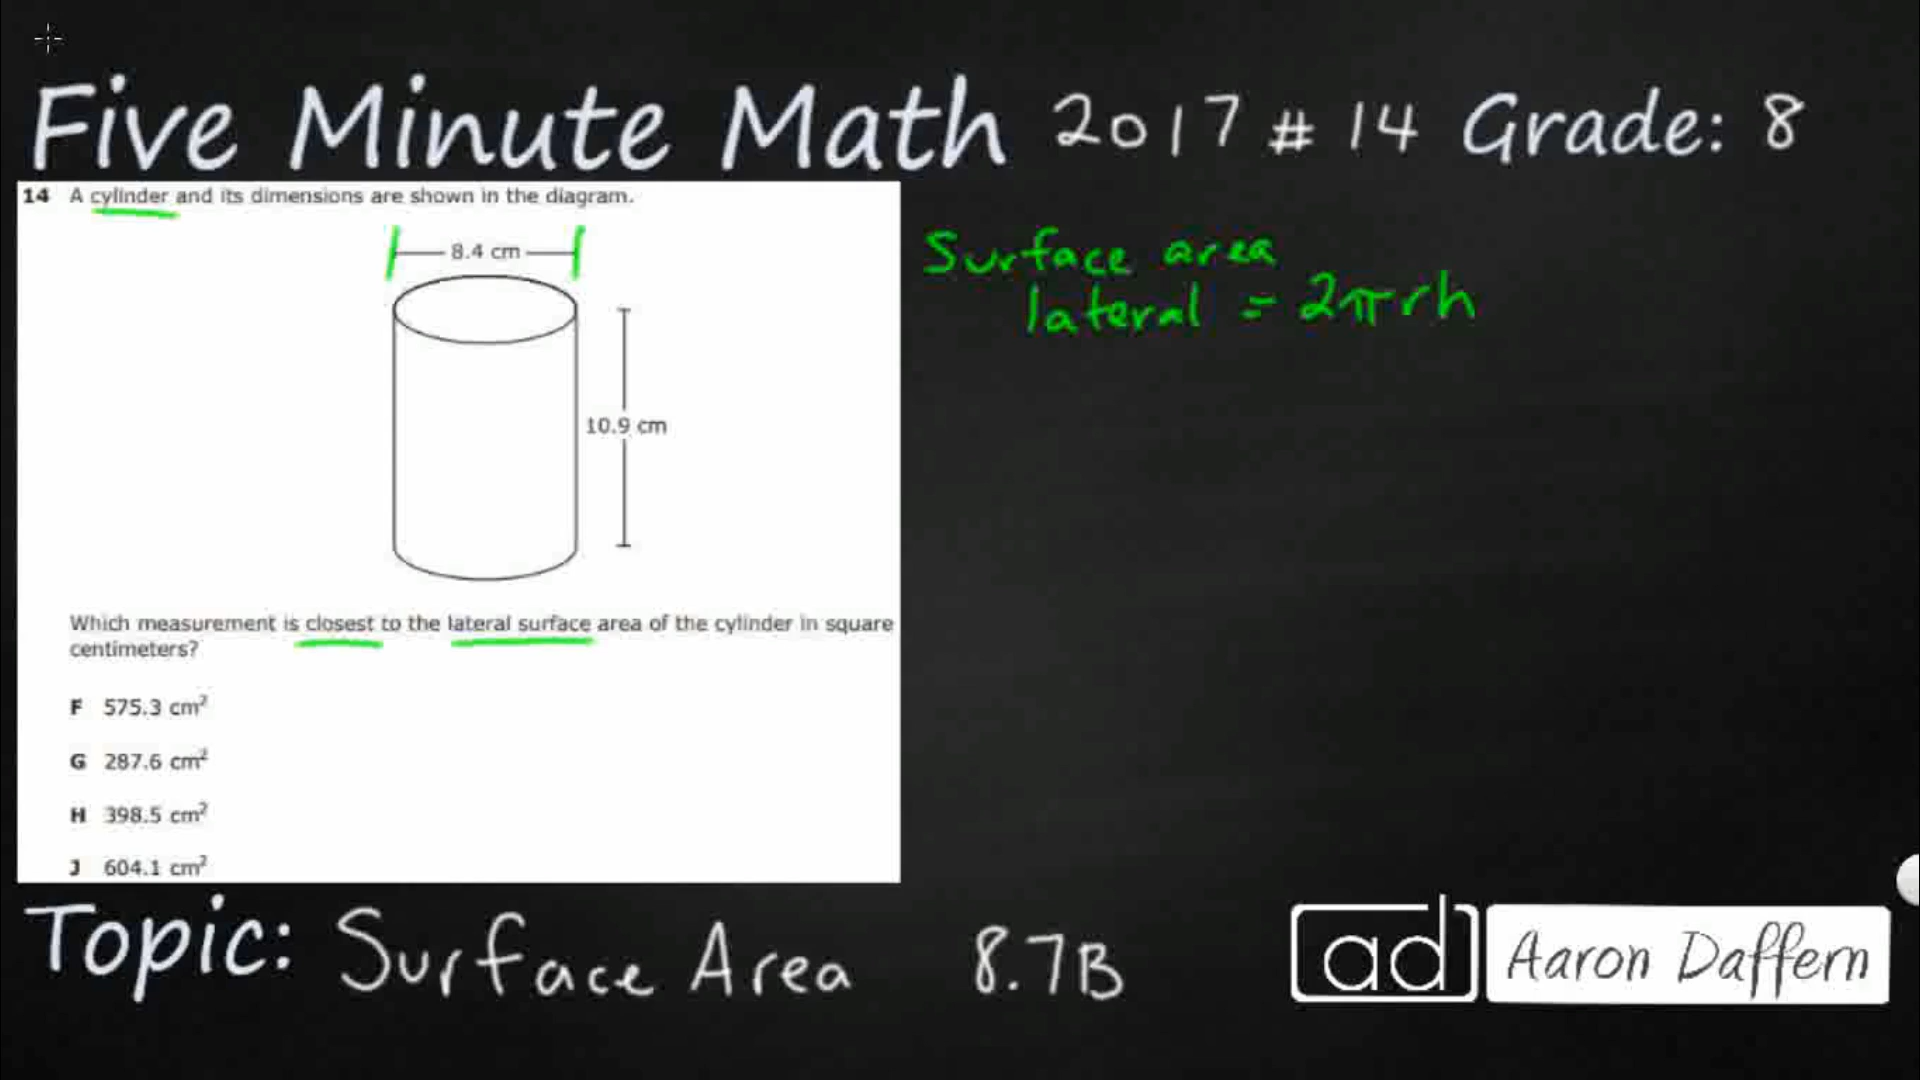 Five Minute Math 2017 # 14 Grade: 8
14 A cylinder and its dimensions are shown in the diagram.
8.4 cm
10.9 cm
Which measurement is closest to the lateral surface area of the cylinder in square
centimeters?
F 575.3 cm²
G 287.6 cm²
H 398.5 cm²
J 604.1 cm²
Surface area
lateral = 2πrh
Topic: Surface Area 8.7B
ad Aaron Daffern